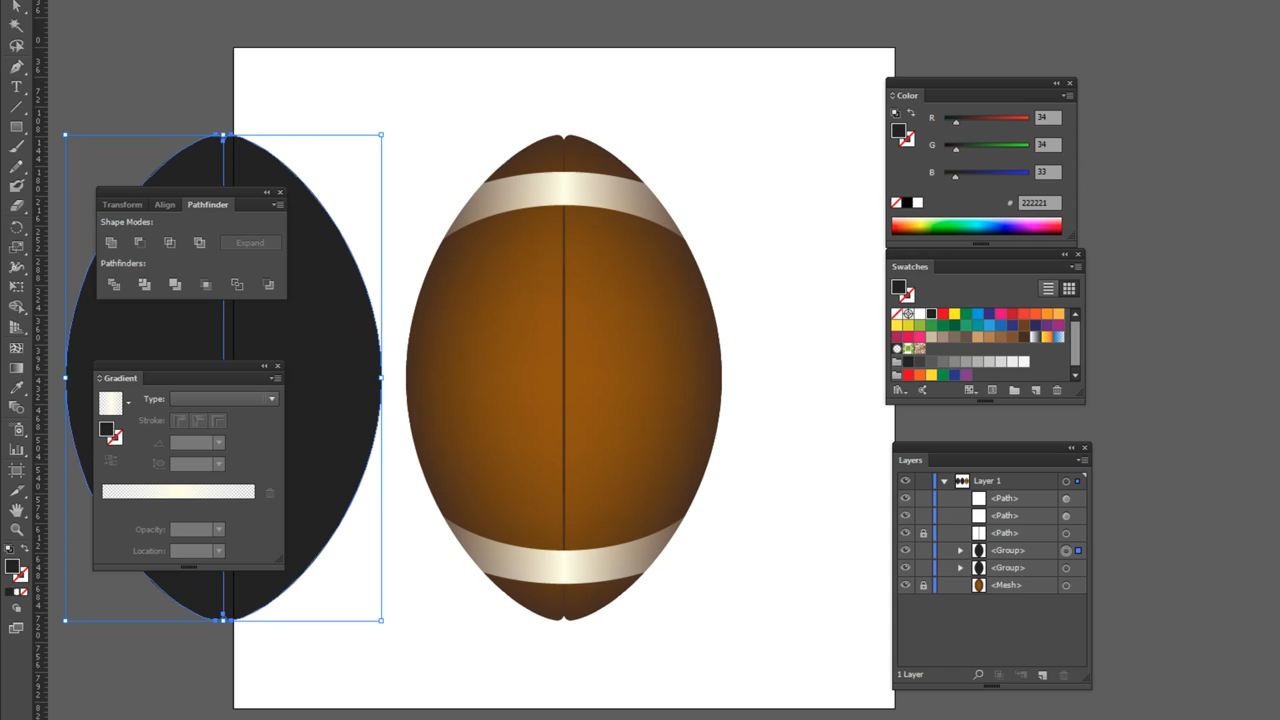 Transform Align Pathfinder
Shape Modes:
Expand
Pathfinders:
Gradient
Type:
Stroke:
Opacity:
Location:
Color
R 34
G 34
B 33
# 222221
Swatches
Layers
Layer 1
<Path>
<Path>
<Path>
<Group>
<Group>
<Mesh>
1 Layer